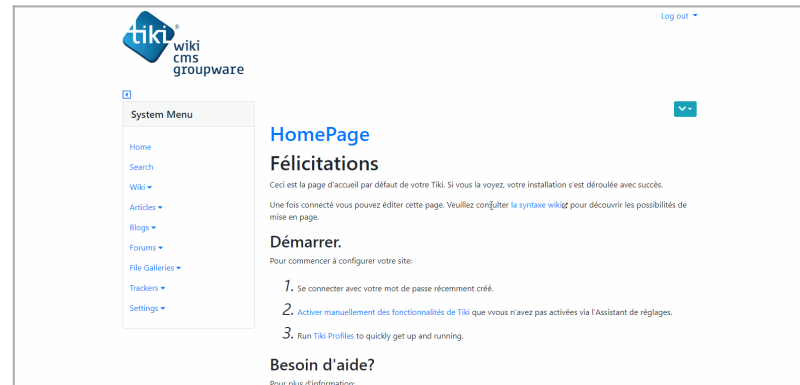 Log out
tiki®
wiki
cms
groupware
System Menu
Home
Search
Wiki
Articles
Blogs
Forums
File Galleries
Trackers
Settings
HomePage
Félicitations
Ceci est la page d'accueil par défaut de votre Tiki. Si vous la voyez, votre installation s'est déroulée avec succès.
Une fois connecté vous pouvez éditer cette page. Veuillez consulter la syntaxe wiki pour découvrir les possibilités de
mise en page.
Démarrer.
Pour commencer à configurer votre site:
1. Se connecter avec votre mot de passe récemment créé.
2. Activer manuellement des fonctionnalités de Tiki que vvous n'avez pas activées via l'Assistant de réglages.
3. Run Tiki Profiles to quickly get up and running.
Besoin d'aide?
Pour plus d'information: